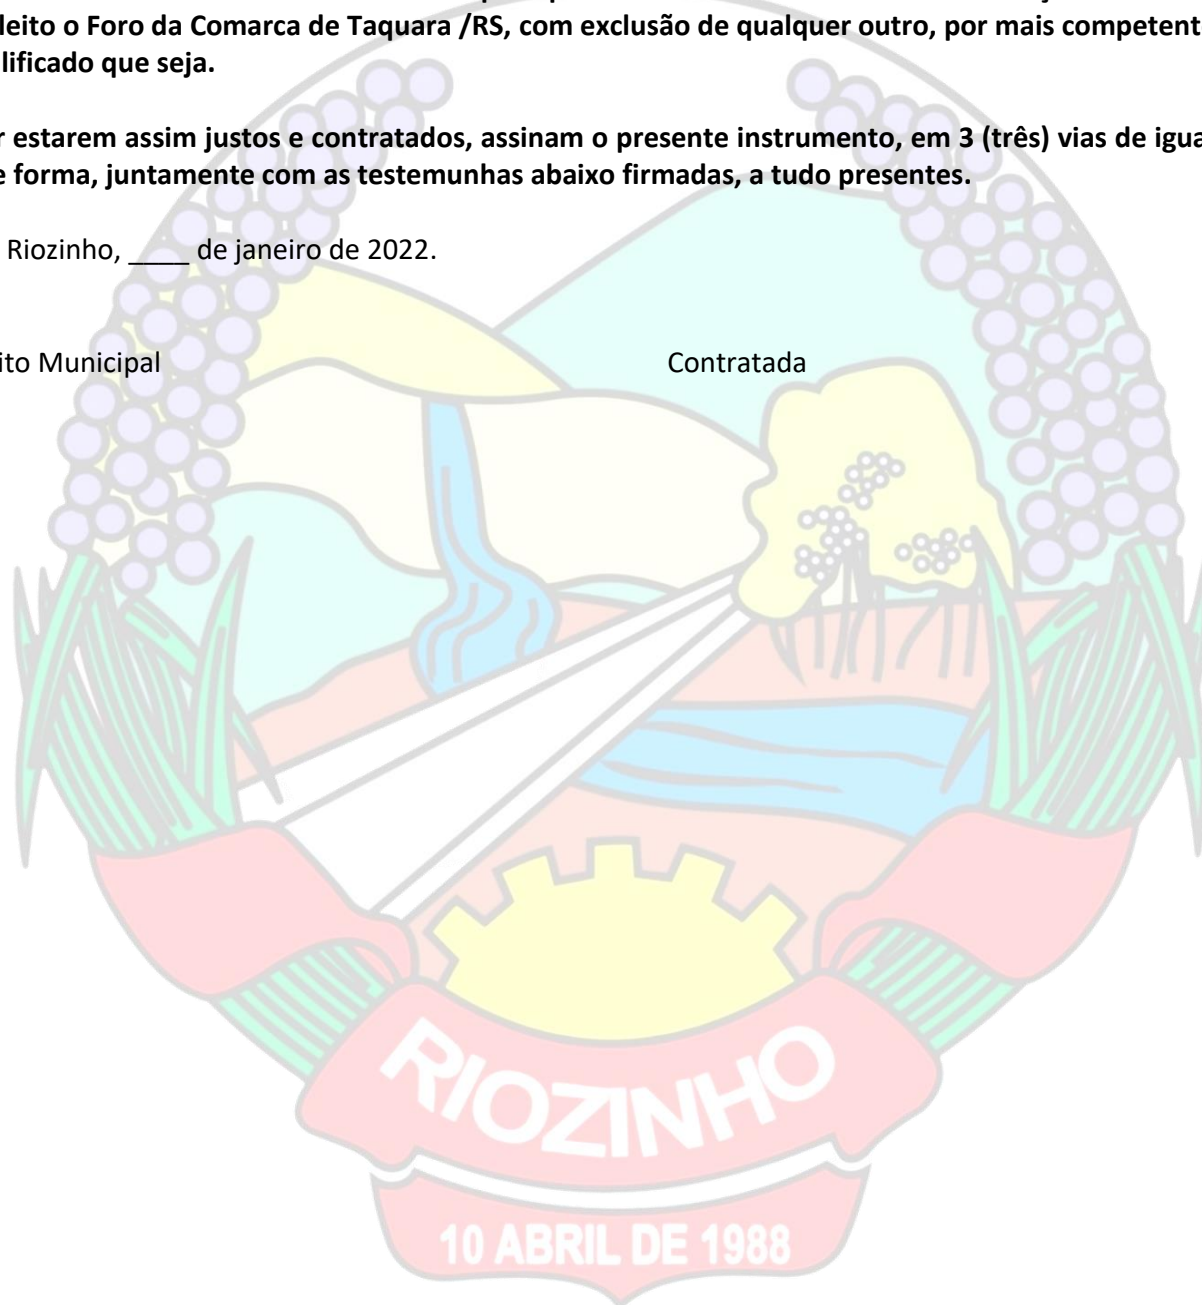 leito o Foro da Comarca de Taquara /RS, com exclusão de qualquer outro, por mais competent
lificado que seja.
r estarem assim justos e contratados, assinam o presente instrumento, em 3 (três) vias de igua
e forma, juntamente com as testemunhas abaixo firmadas, a tudo presentes.
Riozinho, ____ de janeiro de 2022.
ito Municipal Contratada
RIOZINHO
10 ABRIL DE 1988